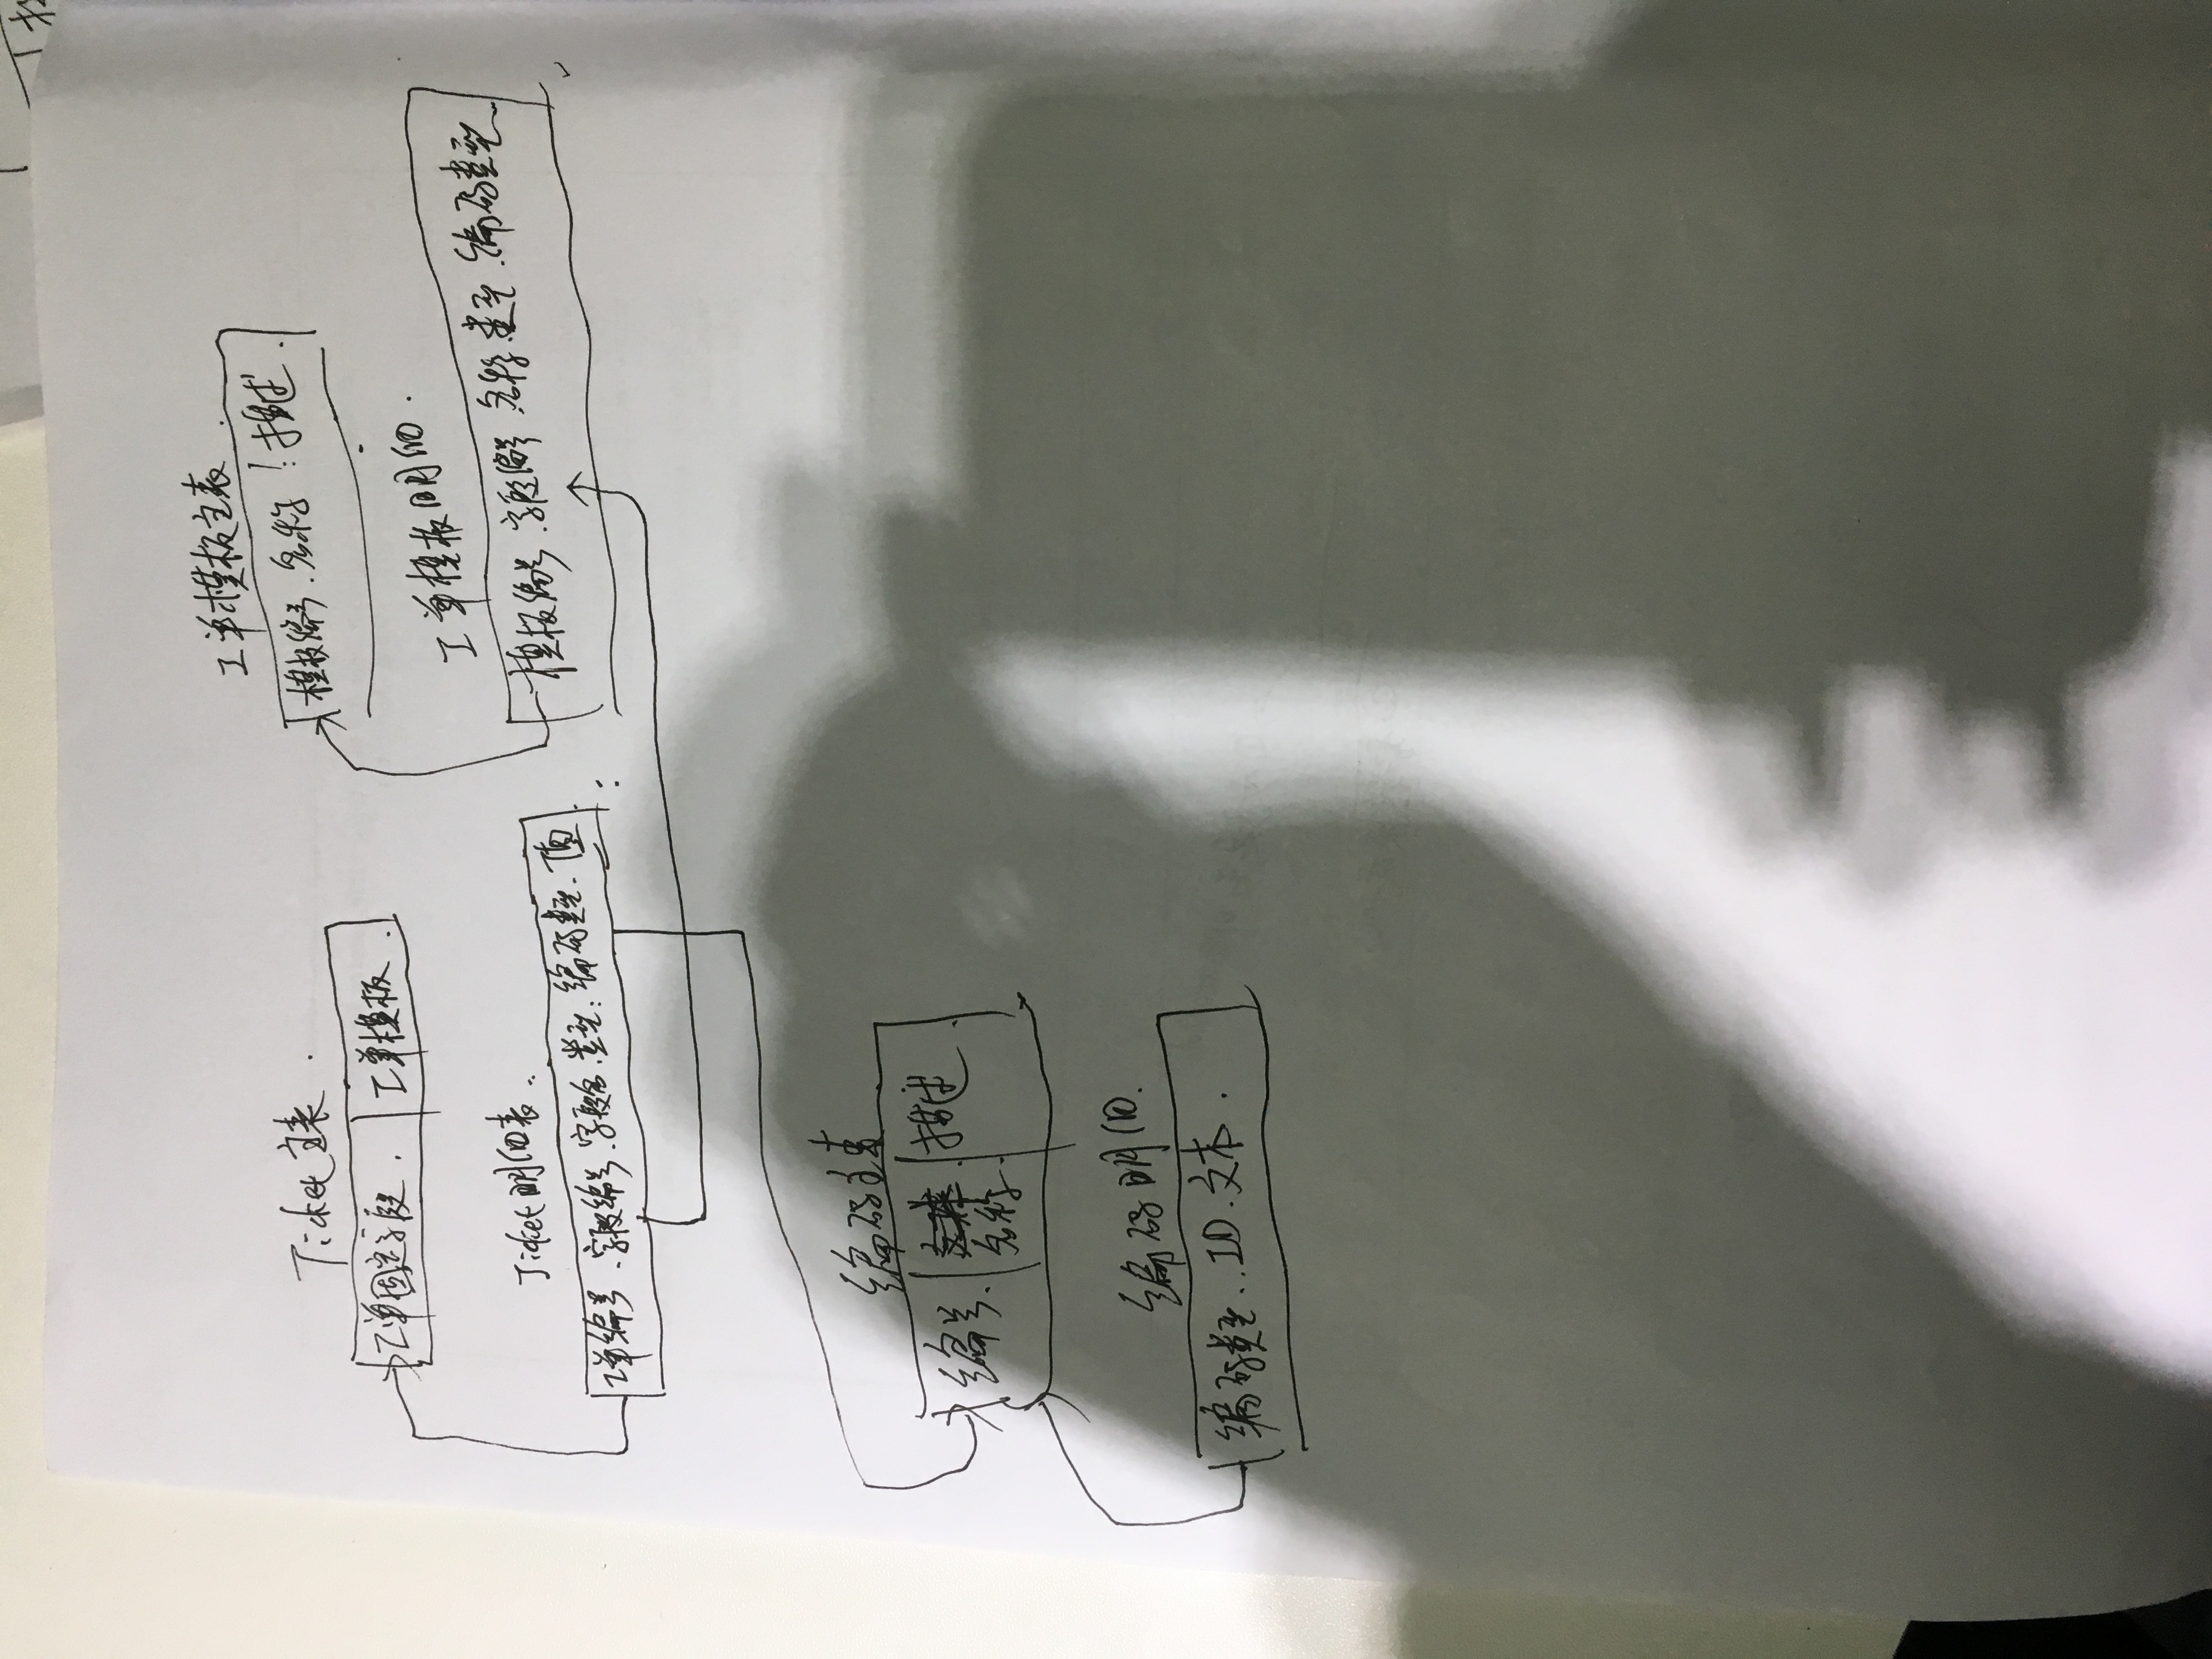 工单模板主表.
模板编号.名称!描述.
Ticket主表.
工单固定字段. 工单模板.
工单模板明细.
模板编号.字段编号.名称.类型.编码类型
Ticket明细表.
工单编号.字段编号.字段名.类型.编码类型.值.
编码主表
编号. 描述.
名称.
编码明细.
编码类型..ID.文本.